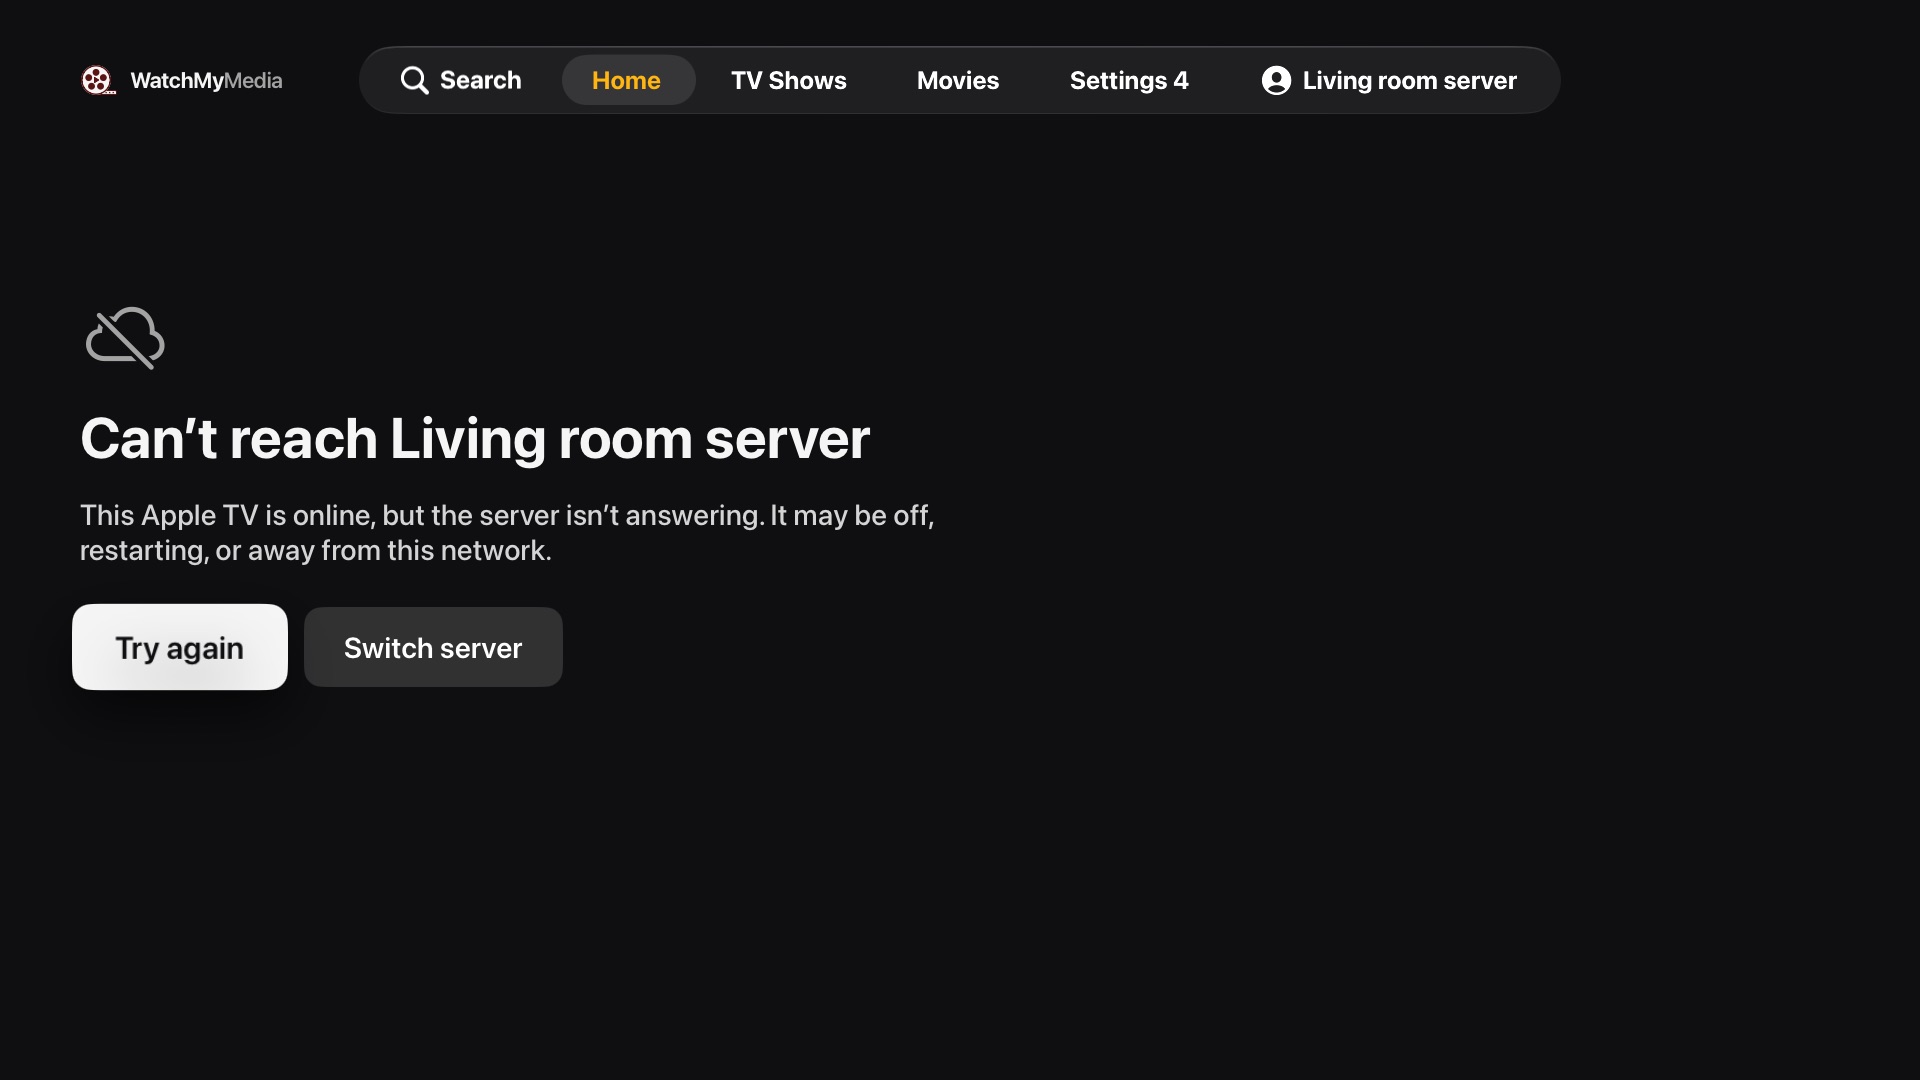 WatchMyMedia
Search
Home
TV Shows
Movies
Settings 4
Living room server
Can’t reach Living room server
This Apple TV is online, but the server isn’t answering. It may be off,
restarting, or away from this network.
Try again
Switch server